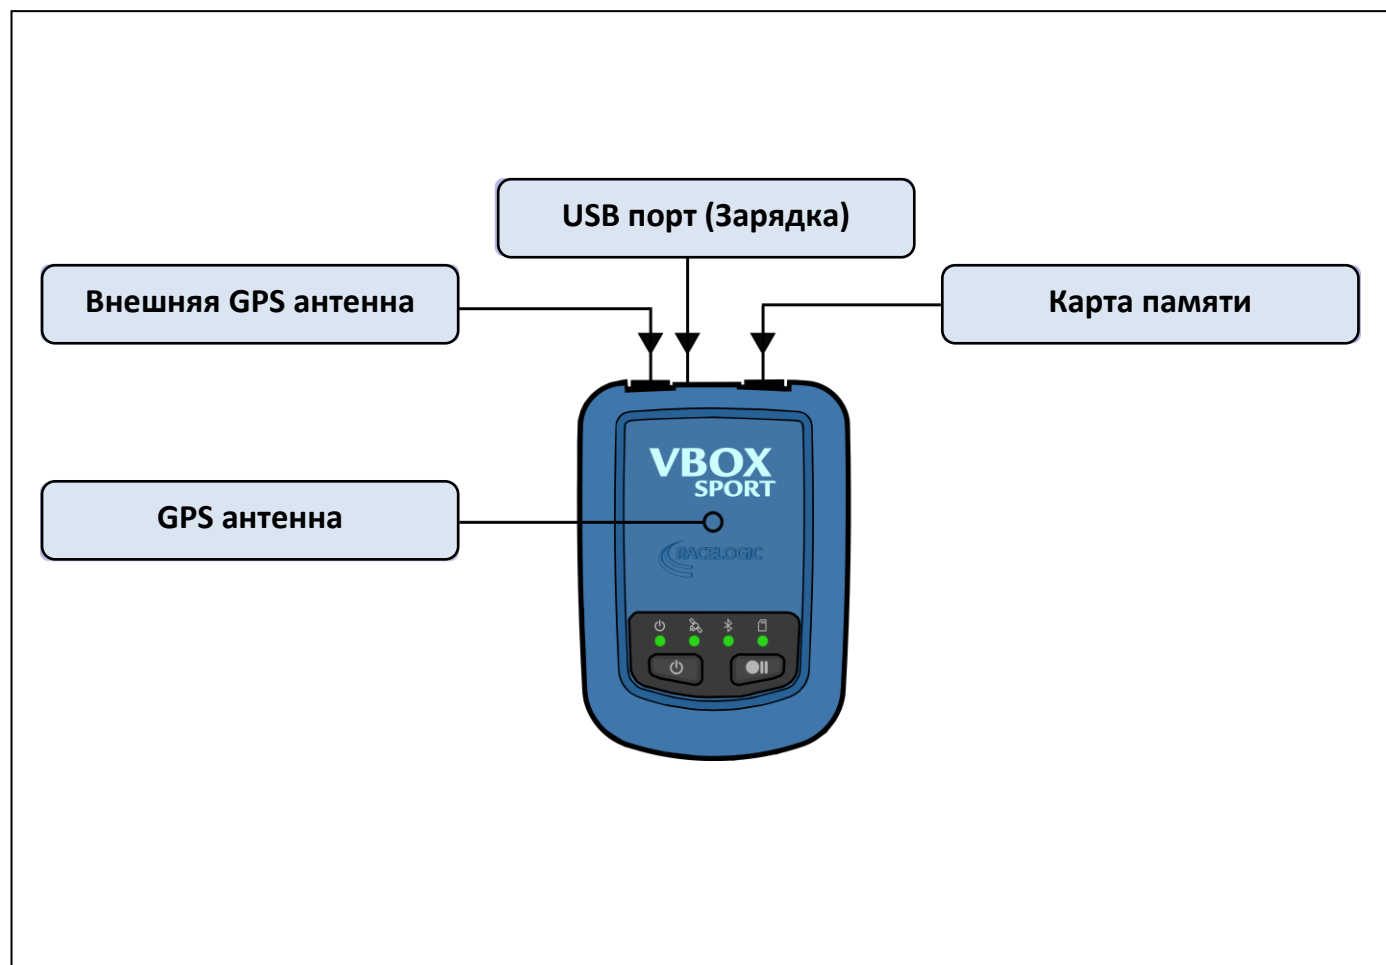 USB порт (Зарядка)
Внешняя GPS антенна
Карта памяти
VBOX
SPORT
GPS антенна
RACELOGIC